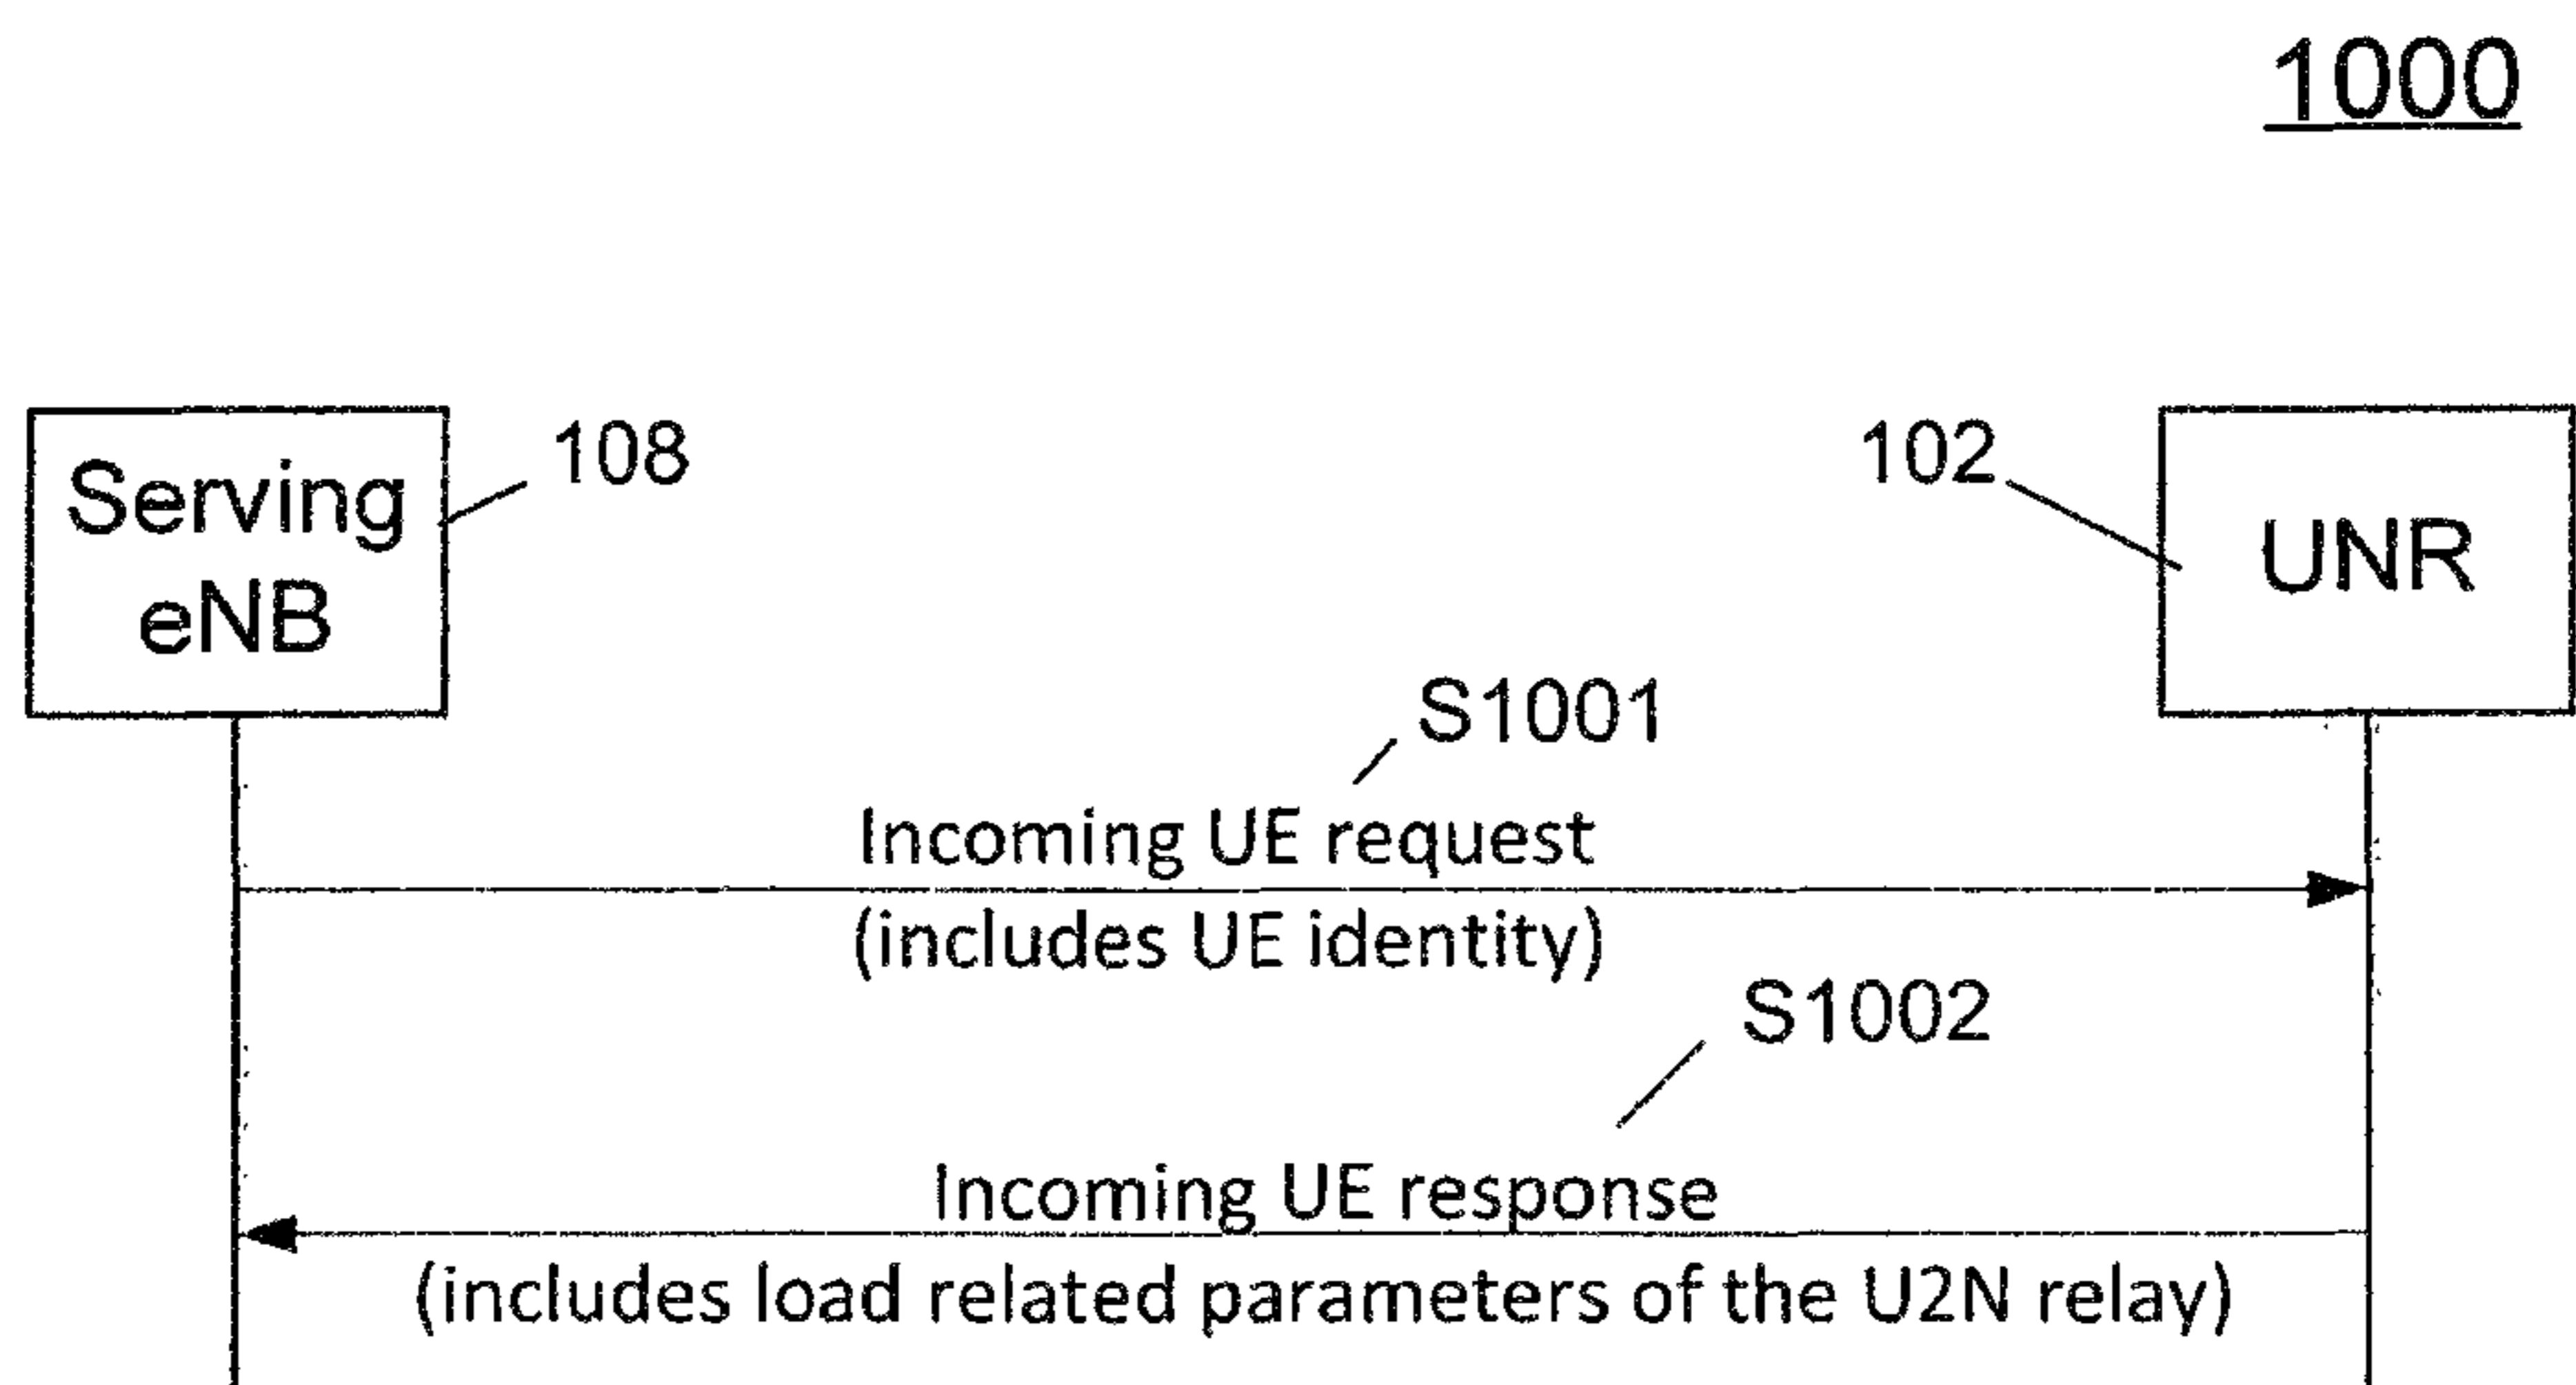 1000
Serving
eNB
108
102
UNR
S1001
Incoming UE request
(includes UE identity)
S1002
Incoming UE response
(includes load related parameters of the U2N relay)